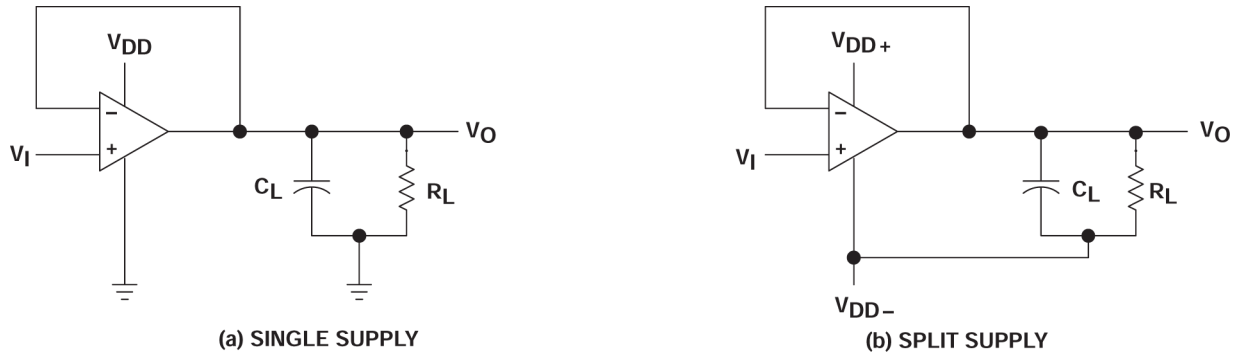 VDD
−
+
VI
VO
CL
RL
(a) SINGLE SUPPLY
VDD+
−
+
VI
VO
CL
RL
VDD−
(b) SPLIT SUPPLY